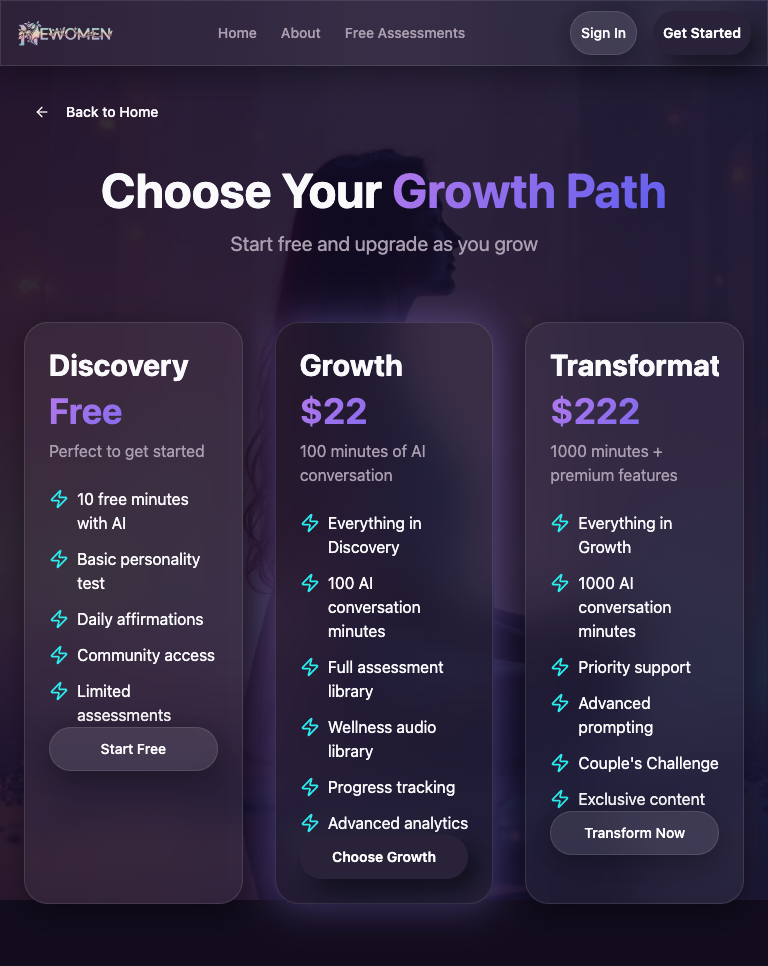 NEWOMEN
Home
About
Free Assessments
Sign In
Get Started
Back to Home
Choose Your Growth Path
Start free and upgrade as you grow
Discovery
Free
Perfect to get started
10 free minutes
with AI
Basic personality
test
Daily affirmations
Community access
Limited
assessments
Start Free
Growth
$22
100 minutes of AI
conversation
Everything in
Discovery
100 AI
conversation
minutes
Full assessment
library
Wellness audio
library
Progress tracking
Advanced analytics
Choose Growth
Transformat
$222
1000 minutes +
premium features
Everything in
Growth
1000 AI
conversation
minutes
Priority support
Advanced
prompting
Couple's Challenge
Exclusive content
Transform Now